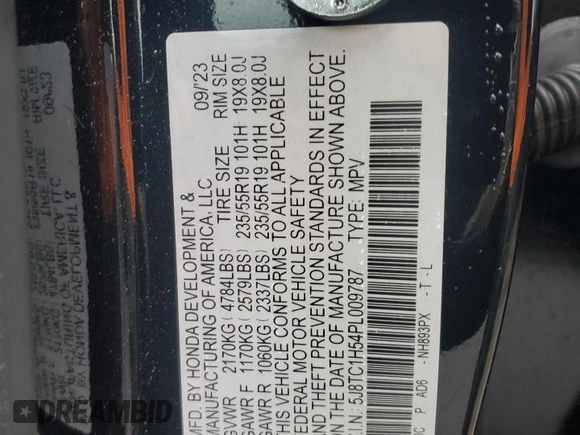 MFD. BY HONDA DEVELOPMENT & 09/23
MANUFACTURING OF AMERICA, LLC
TIRE SIZE RIM SIZE
GVWR 2170KG( 4784LBS)
GAWR F 1170KG( 2579LBS) 235/55R19 101H 19X8.0J
GAWR R 1060KG( 2337LBS) 235/55R19 101H 19X8.0J
THIS VEHICLE CONFORMS TO ALL APPLICABLE
FEDERAL MOTOR VEHICLE SAFETY
AND THEFT PREVENTION STANDARDS IN EFFECT
ON THE DATE OF MANUFACTURE SHOWN ABOVE.
V.I.N.: 5J8TC1H54PL009787 TYPE: MPV
P AD6 -NH893PX -T -L
DREAMBID